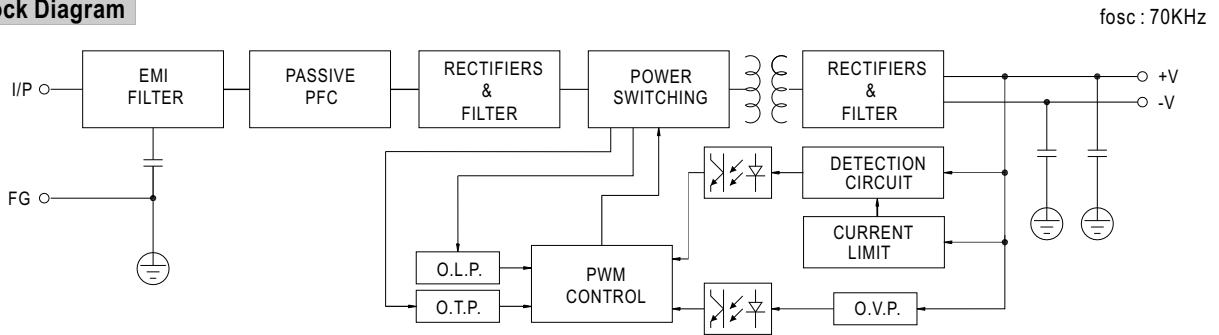 ock Diagram
fosc : 70KHz
I/P
EMI
FILTER
PASSIVE
PFC
RECTIFIERS
&
FILTER
POWER
SWITCHING
RECTIFIERS
&
FILTER
+V
-V
FG
DETECTION
CIRCUIT
CURRENT
LIMIT
O.L.P.
O.T.P.
PWM
CONTROL
O.V.P.